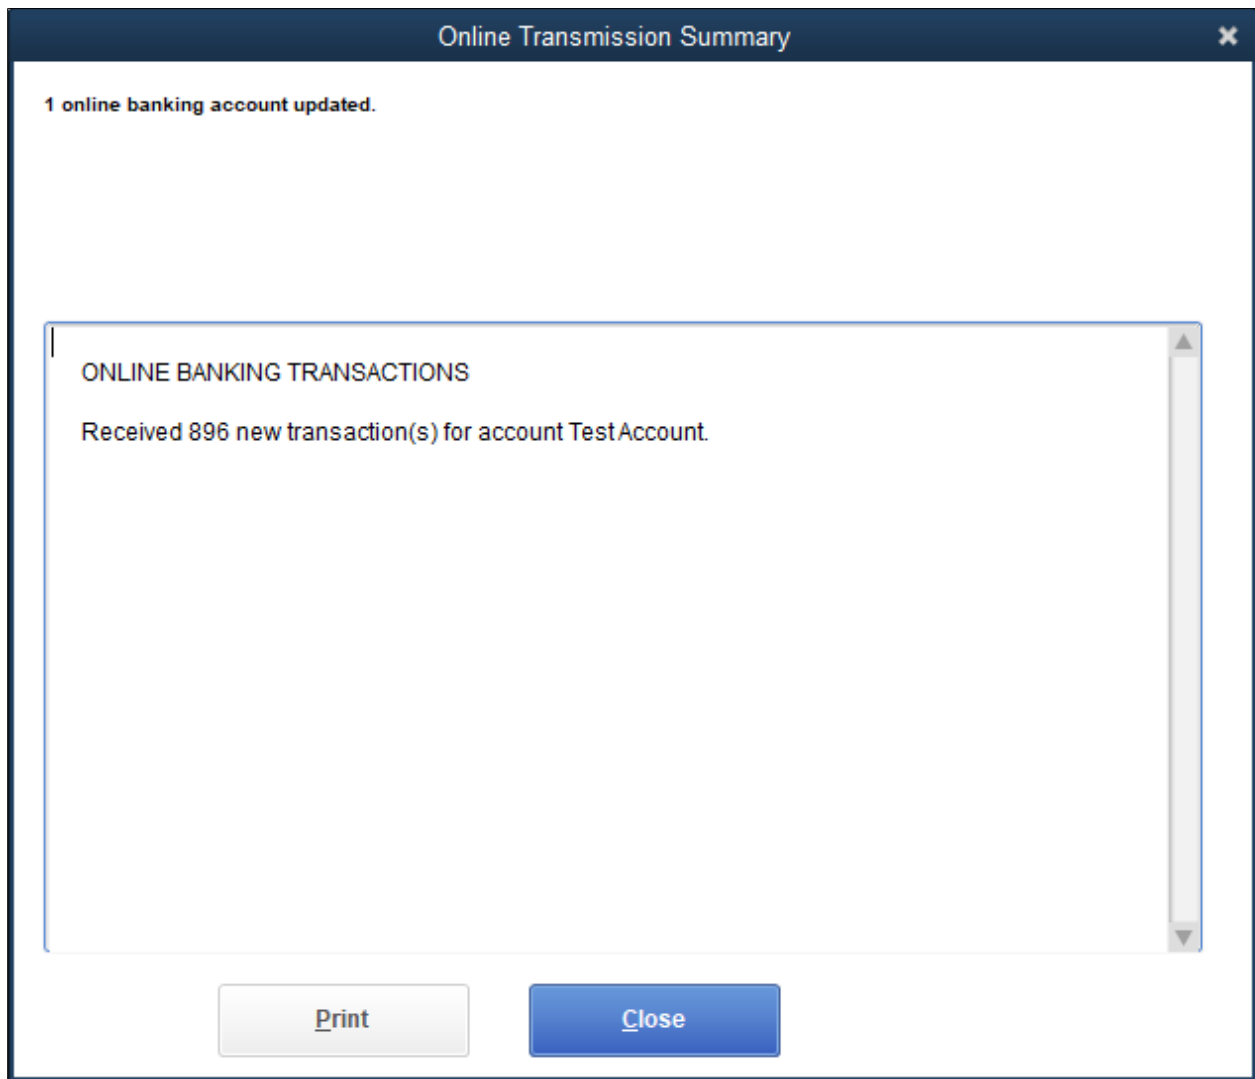 Online Transmission Summary
1 online banking account updated.
ONLINE BANKING TRANSACTIONS
Received 896 new transaction(s) for account Test Account.
Print
Close